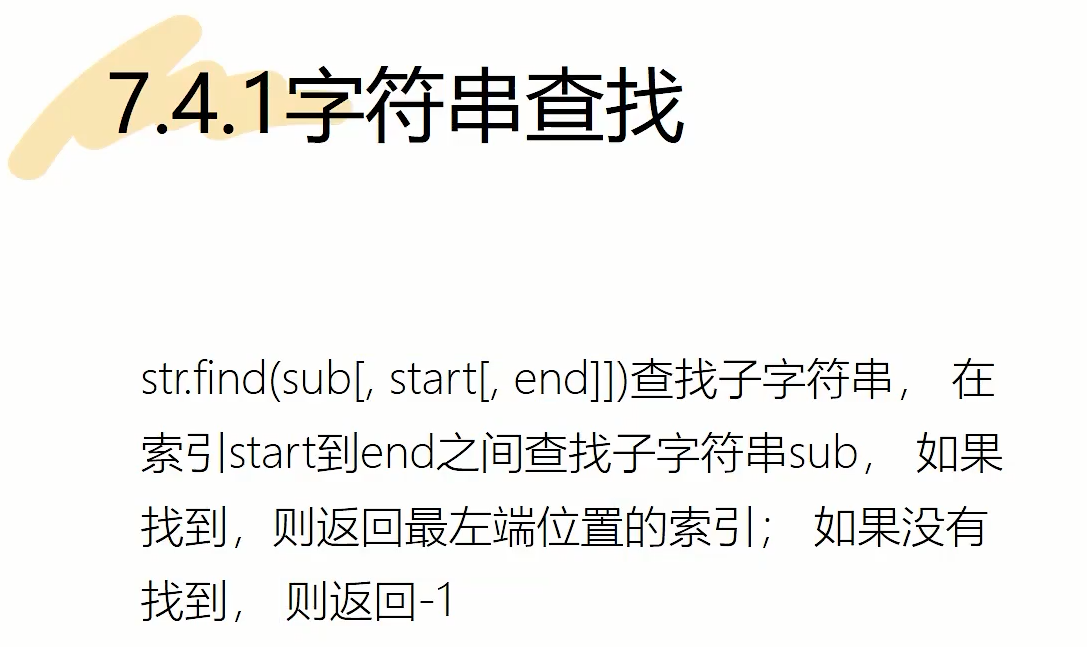 7.4.1字符串查找
str.find(sub[, start[, end]])查找子字符串， 在
索引start到end之间查找子字符串sub， 如果
找到，则返回最左端位置的索引； 如果没有
找到， 则返回-1